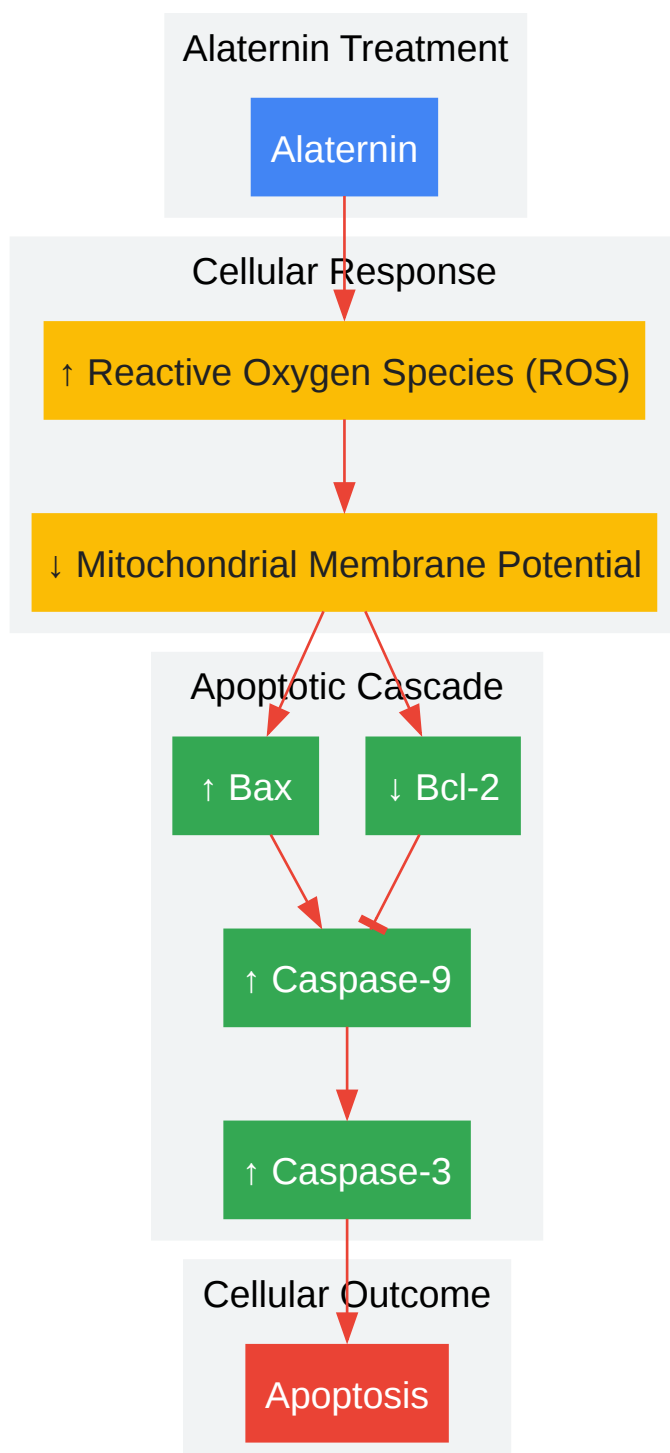 Alaternin Treatment
Alaternin
Cellular Response
↑ Reactive Oxygen Species (ROS)
↓ Mitochondrial Membrane Potential
Apoptotic Cascade
↑ Bax
↓ Bcl-2
↑ Caspase-9
↑ Caspase-3
Cellular Outcome
Apoptosis